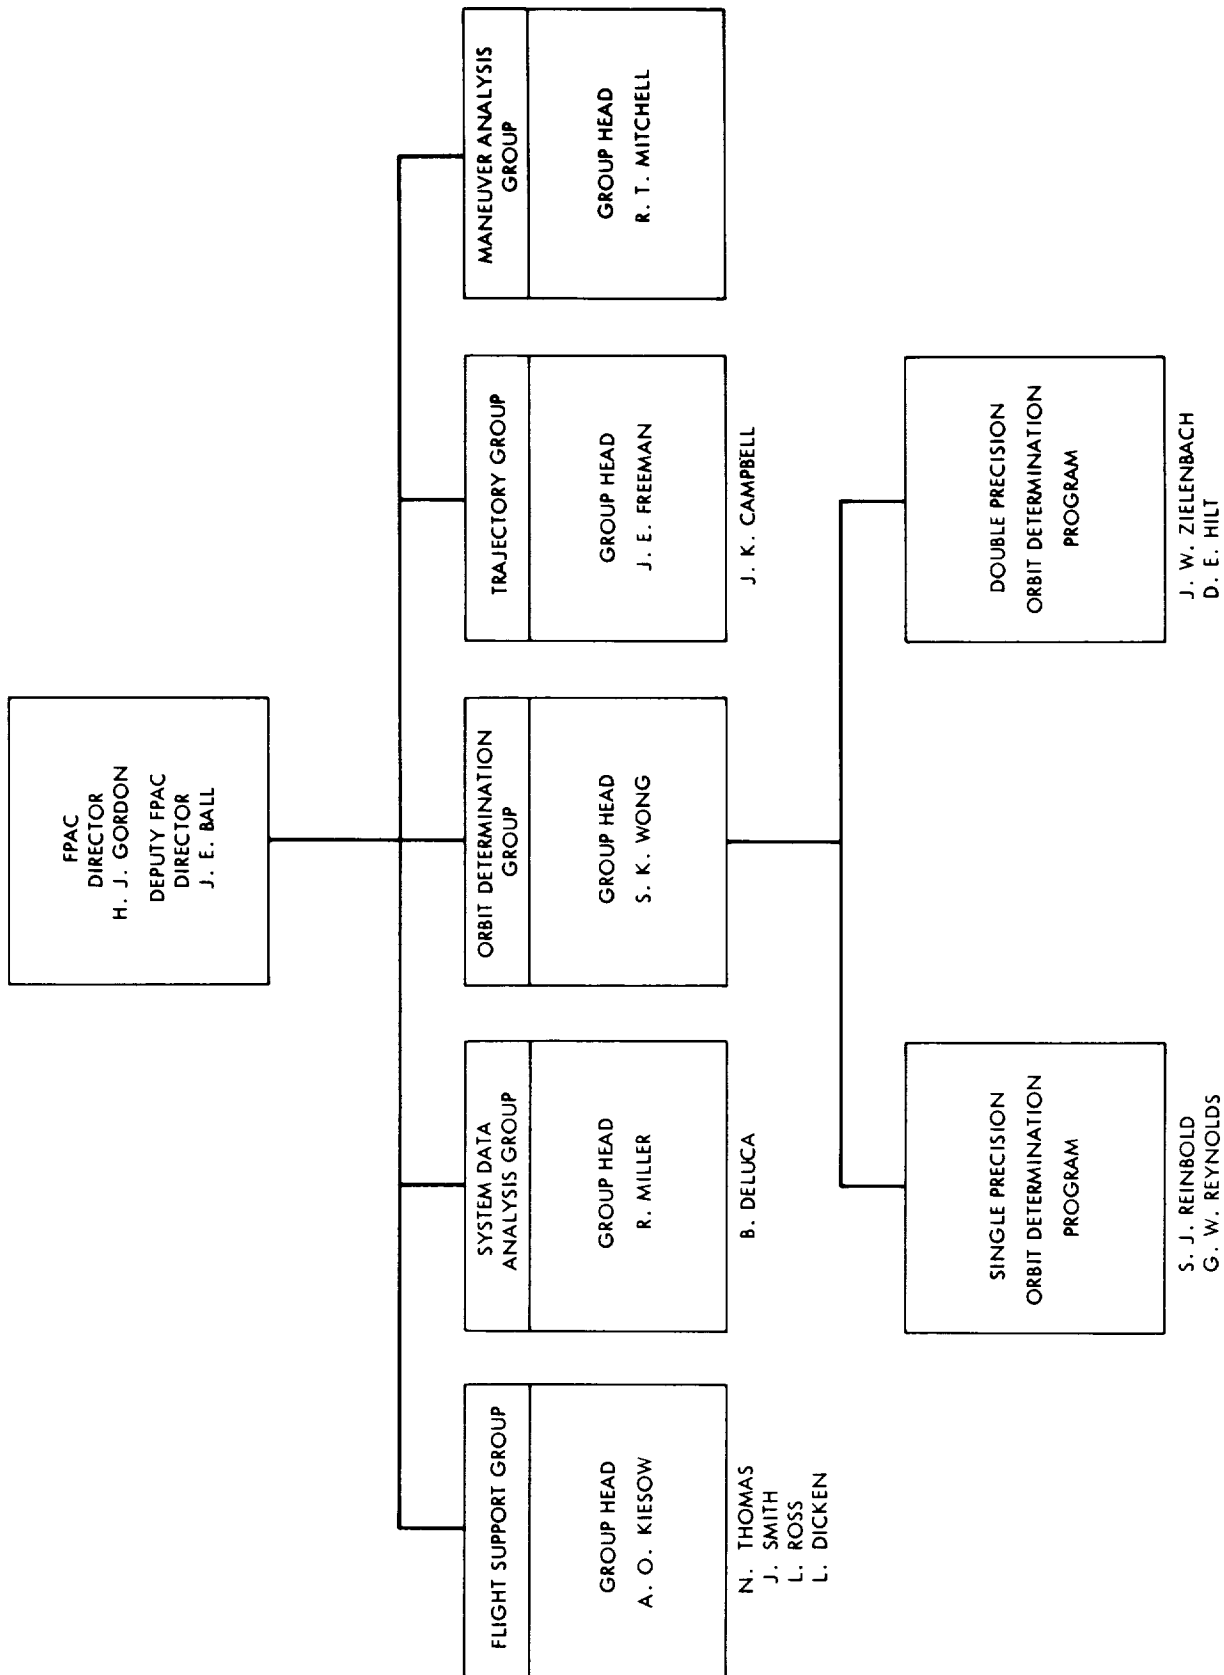 FPAC
DIRECTOR
H. J. GORDON
DEPUTY FPAC
DIRECTOR
J. E. BALL
FLIGHT SUPPORT GROUP
GROUP HEAD
A. O. KIESOW
N. THOMAS
J. SMITH
L. ROSS
L. DICKEN
SYSTEM DATA
ANALYSIS GROUP
GROUP HEAD
R. MILLER
B. DELUCA
ORBIT DETERMINATION
GROUP
GROUP HEAD
S. K. WONG
TRAJECTORY GROUP
GROUP HEAD
J. E. FREEMAN
J. K. CAMPBELL
MANEUVER ANALYSIS
GROUP
GROUP HEAD
R. T. MITCHELL
SINGLE PRECISION
ORBIT DETERMINATION
PROGRAM
S. J. REINBOLD
G. W. REYNOLDS
DOUBLE PRECISION
ORBIT DETERMINATION
PROGRAM
J. W. ZIELENBACH
D. E. HILT